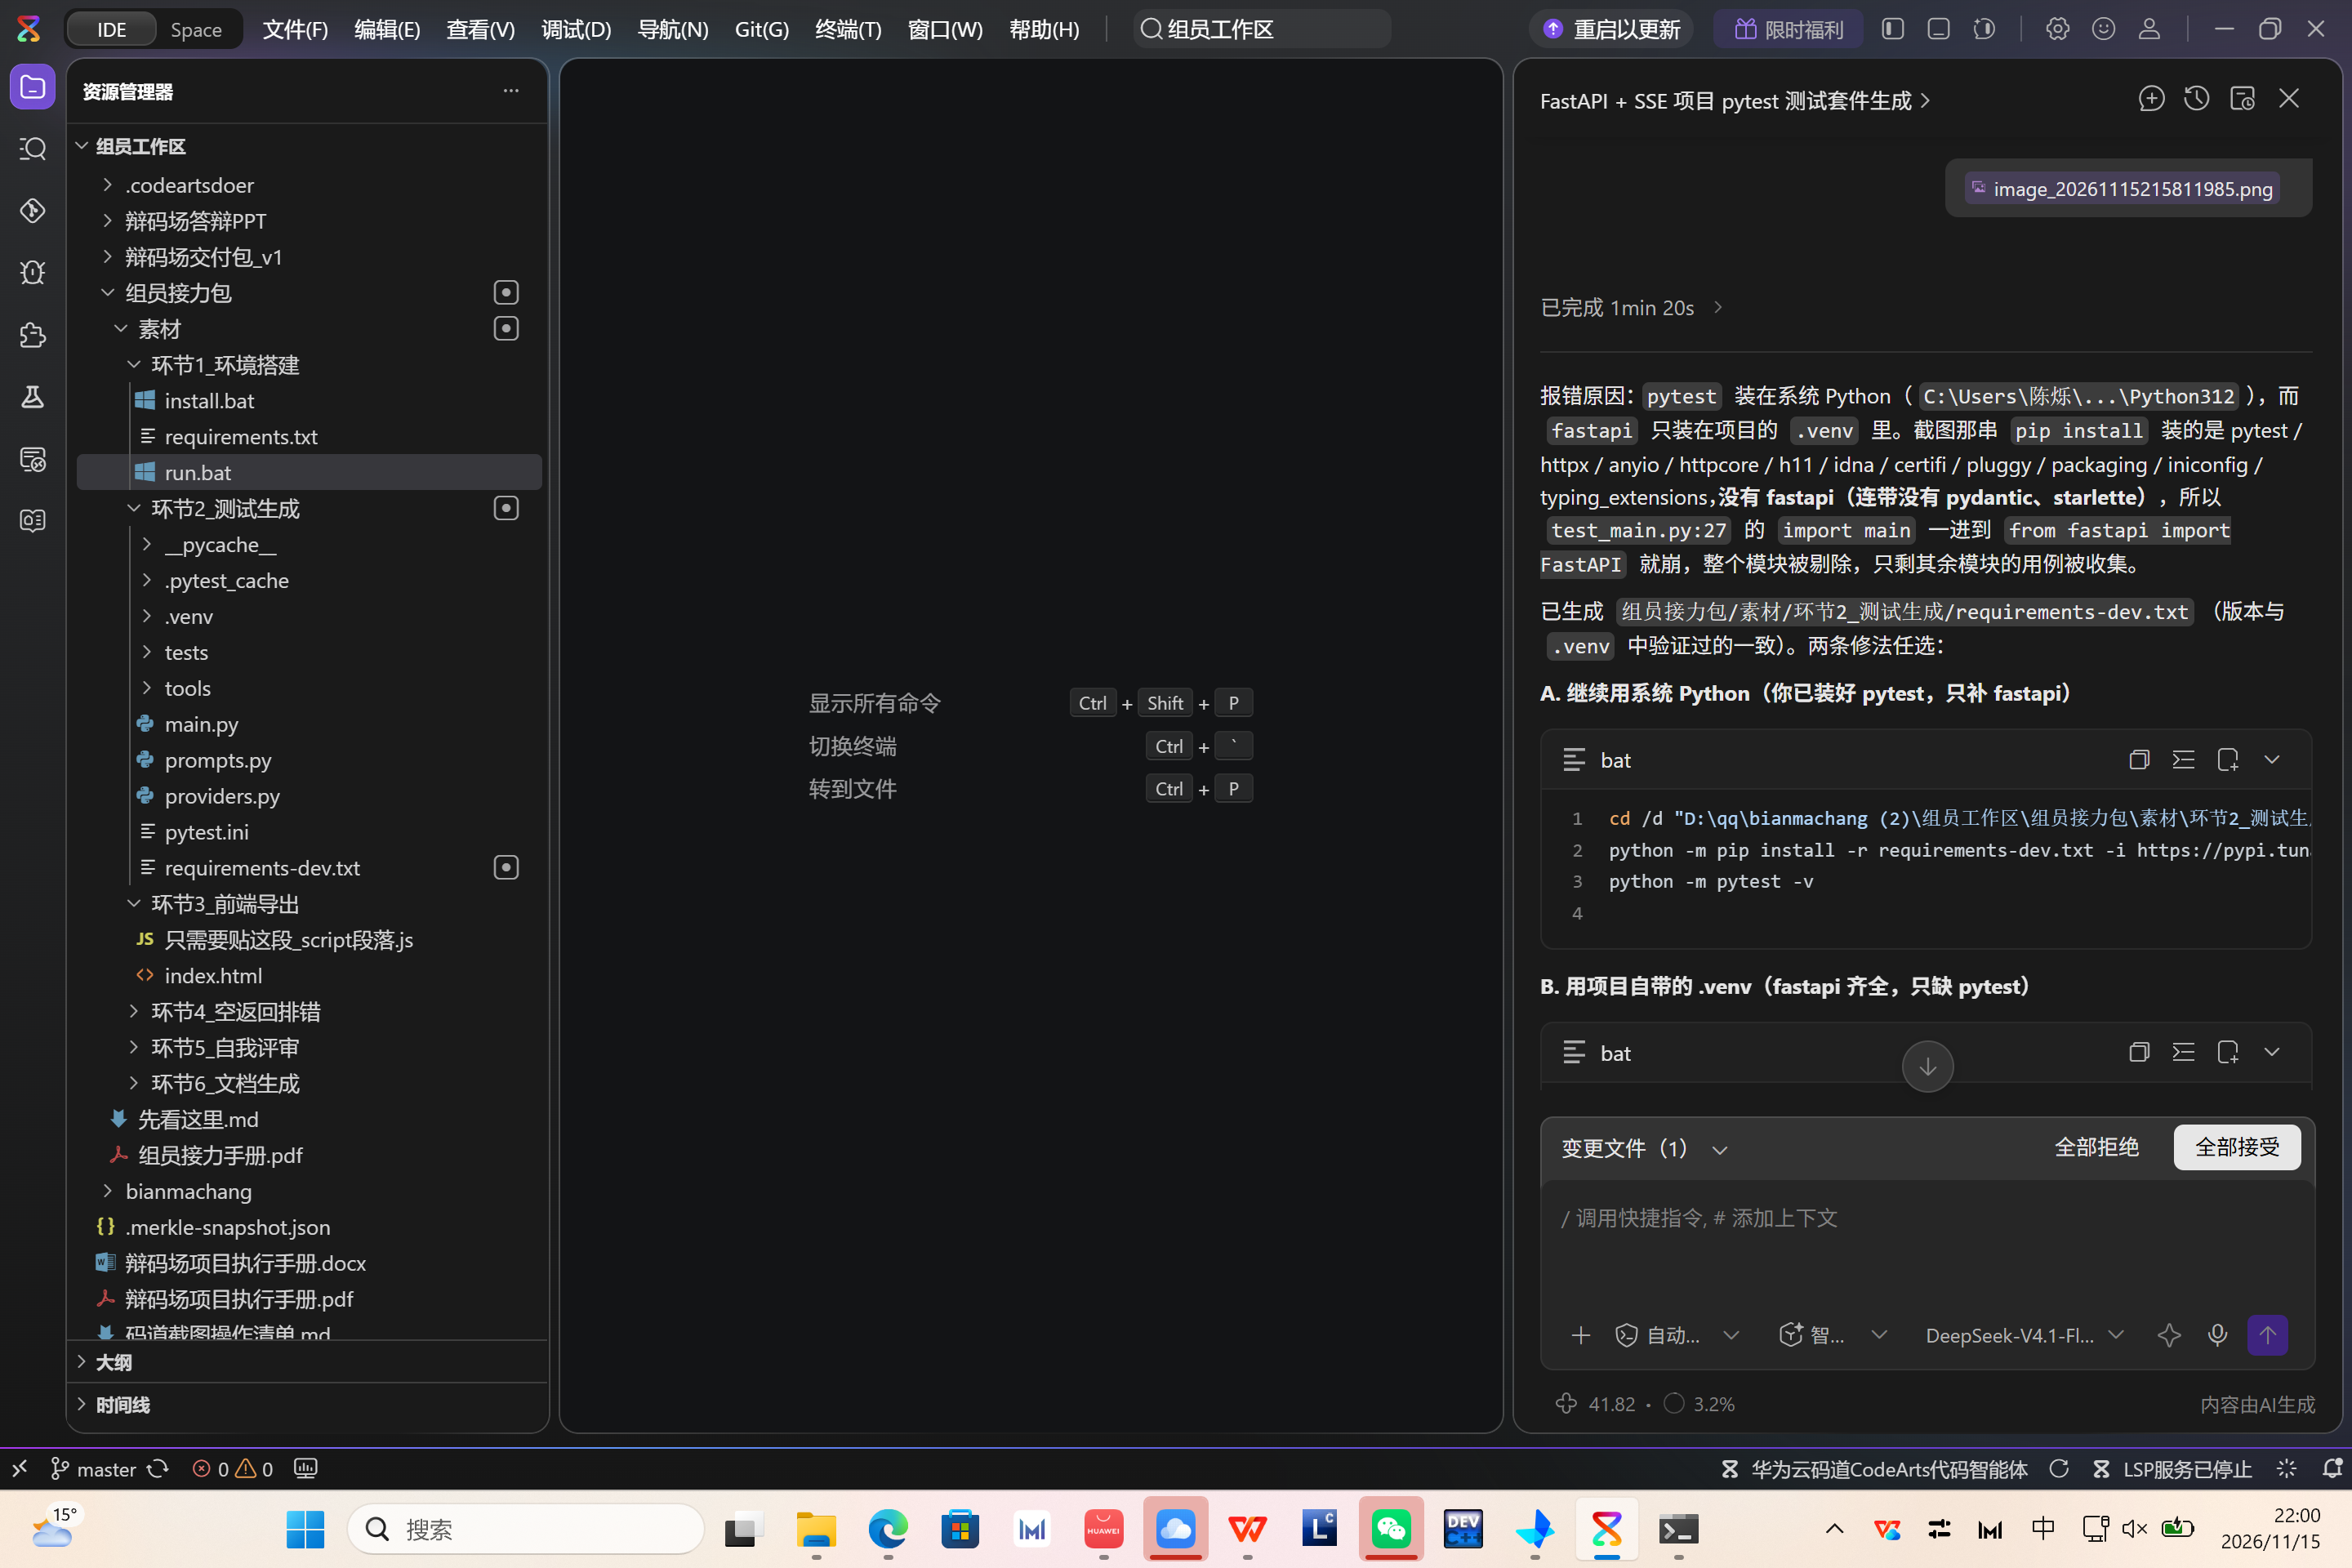 IDE Space 文件(F) 编辑(E) 查看(V) 调试(D) 导航(N) Git(G) 终端(T) 窗口(W) 帮助(H) 组员工作区 重启以更新 限时福利
资源管理器
组员工作区
.codeartsdoer
辩码场答辩PPT
辩码场交付包_v1
组员接力包
素材
环节1_环境搭建
install.bat
requirements.txt
run.bat
环节2_测试生成
__pycache__
.pytest_cache
.venv
tests
tools
main.py
prompts.py
providers.py
pytest.ini
requirements-dev.txt
环节3_前端导出
JS 只需要贴这段_script段落.js
index.html
环节4_空返回排错
环节5_自我评审
环节6_文档生成
先看这里.md
组员接力手册.pdf
bianmachang
.merkle-snapshot.json
辩码场项目执行手册.docx
辩码场项目执行手册.pdf
码道截图操作清单.md
大纲
时间线
显示所有命令 Ctrl + Shift + P
切换终端 Ctrl + `
转到文件 Ctrl + P
FastAPI + SSE 项目 pytest 测试套件生成
image_20261115215811985.png
已完成 1min 20s
报错原因：pytest 装在系统 Python（C:\Users\陈烁\...\Python312），而
fastapi 只装在项目的 .venv 里。截图那串 pip install 装的是 pytest /
httpx / anyio / httpcore / h11 / idna / certifi / pluggy / packaging / iniconfig /
typing_extensions，没有 fastapi（连带没有 pydantic、starlette），所以
test_main.py:27 的 import main 一进到 from fastapi import
FastAPI 就崩，整个模块被剔除，只剩其余模块的用例被收集。
已生成 组员接力包/素材/环节2_测试生成/requirements-dev.txt （版本与
.venv 中验证过的一致）。两条修法任选：
A. 继续用系统 Python（你已装好 pytest，只补 fastapi）
bat
1 cd /d "D:\qq\bianmachang (2)\组员工作区\组员接力包\素材\环节2_测试生
2 python -m pip install -r requirements-dev.txt -i https://pypi.tun
3 python -m pytest -v
4
B. 用项目自带的 .venv（fastapi 齐全，只缺 pytest）
bat
变更文件（1） 全部拒绝 全部接受
/ 调用快捷指令, # 添加上下文
自动... 智... DeepSeek-V4.1-Fl...
41.82 · 3.2% 内容由AI生成
master 0 0 华为云码道CodeArts代码智能体 LSP服务已停止
15° 搜索 HUAWEI LC DEV C++ 中 22:00
2026/11/15